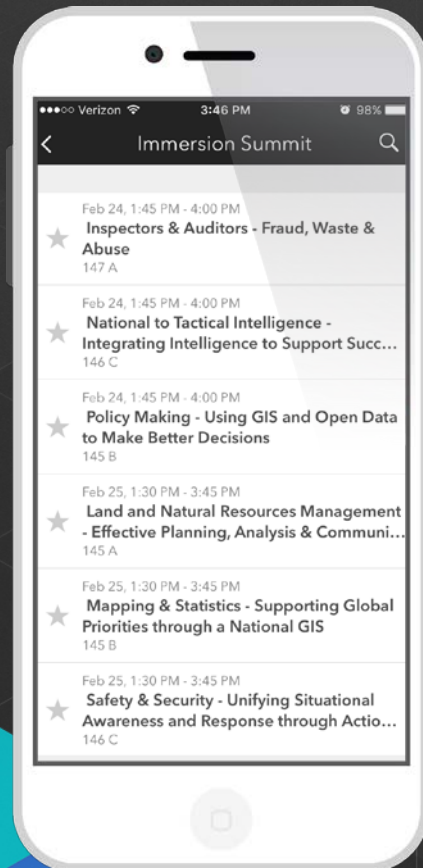 Verizon 3:46 PM 98%
Immersion Summit
Feb 24, 1:45 PM - 4:00 PM
Inspectors & Auditors - Fraud, Waste &
Abuse
147 A
Feb 24, 1:45 PM - 4:00 PM
National to Tactical Intelligence -
Integrating Intelligence to Support Succ...
146 C
Feb 24, 1:45 PM - 4:00 PM
Policy Making - Using GIS and Open Data
to Make Better Decisions
145 B
Feb 25, 1:30 PM - 3:45 PM
Land and Natural Resources Management
- Effective Planning, Analysis & Communi...
145 A
Feb 25, 1:30 PM - 3:45 PM
Mapping & Statistics - Supporting Global
Priorities through a National GIS
145 B
Feb 25, 1:30 PM - 3:45 PM
Safety & Security - Unifying Situational
Awareness and Response through Actio...
146 C